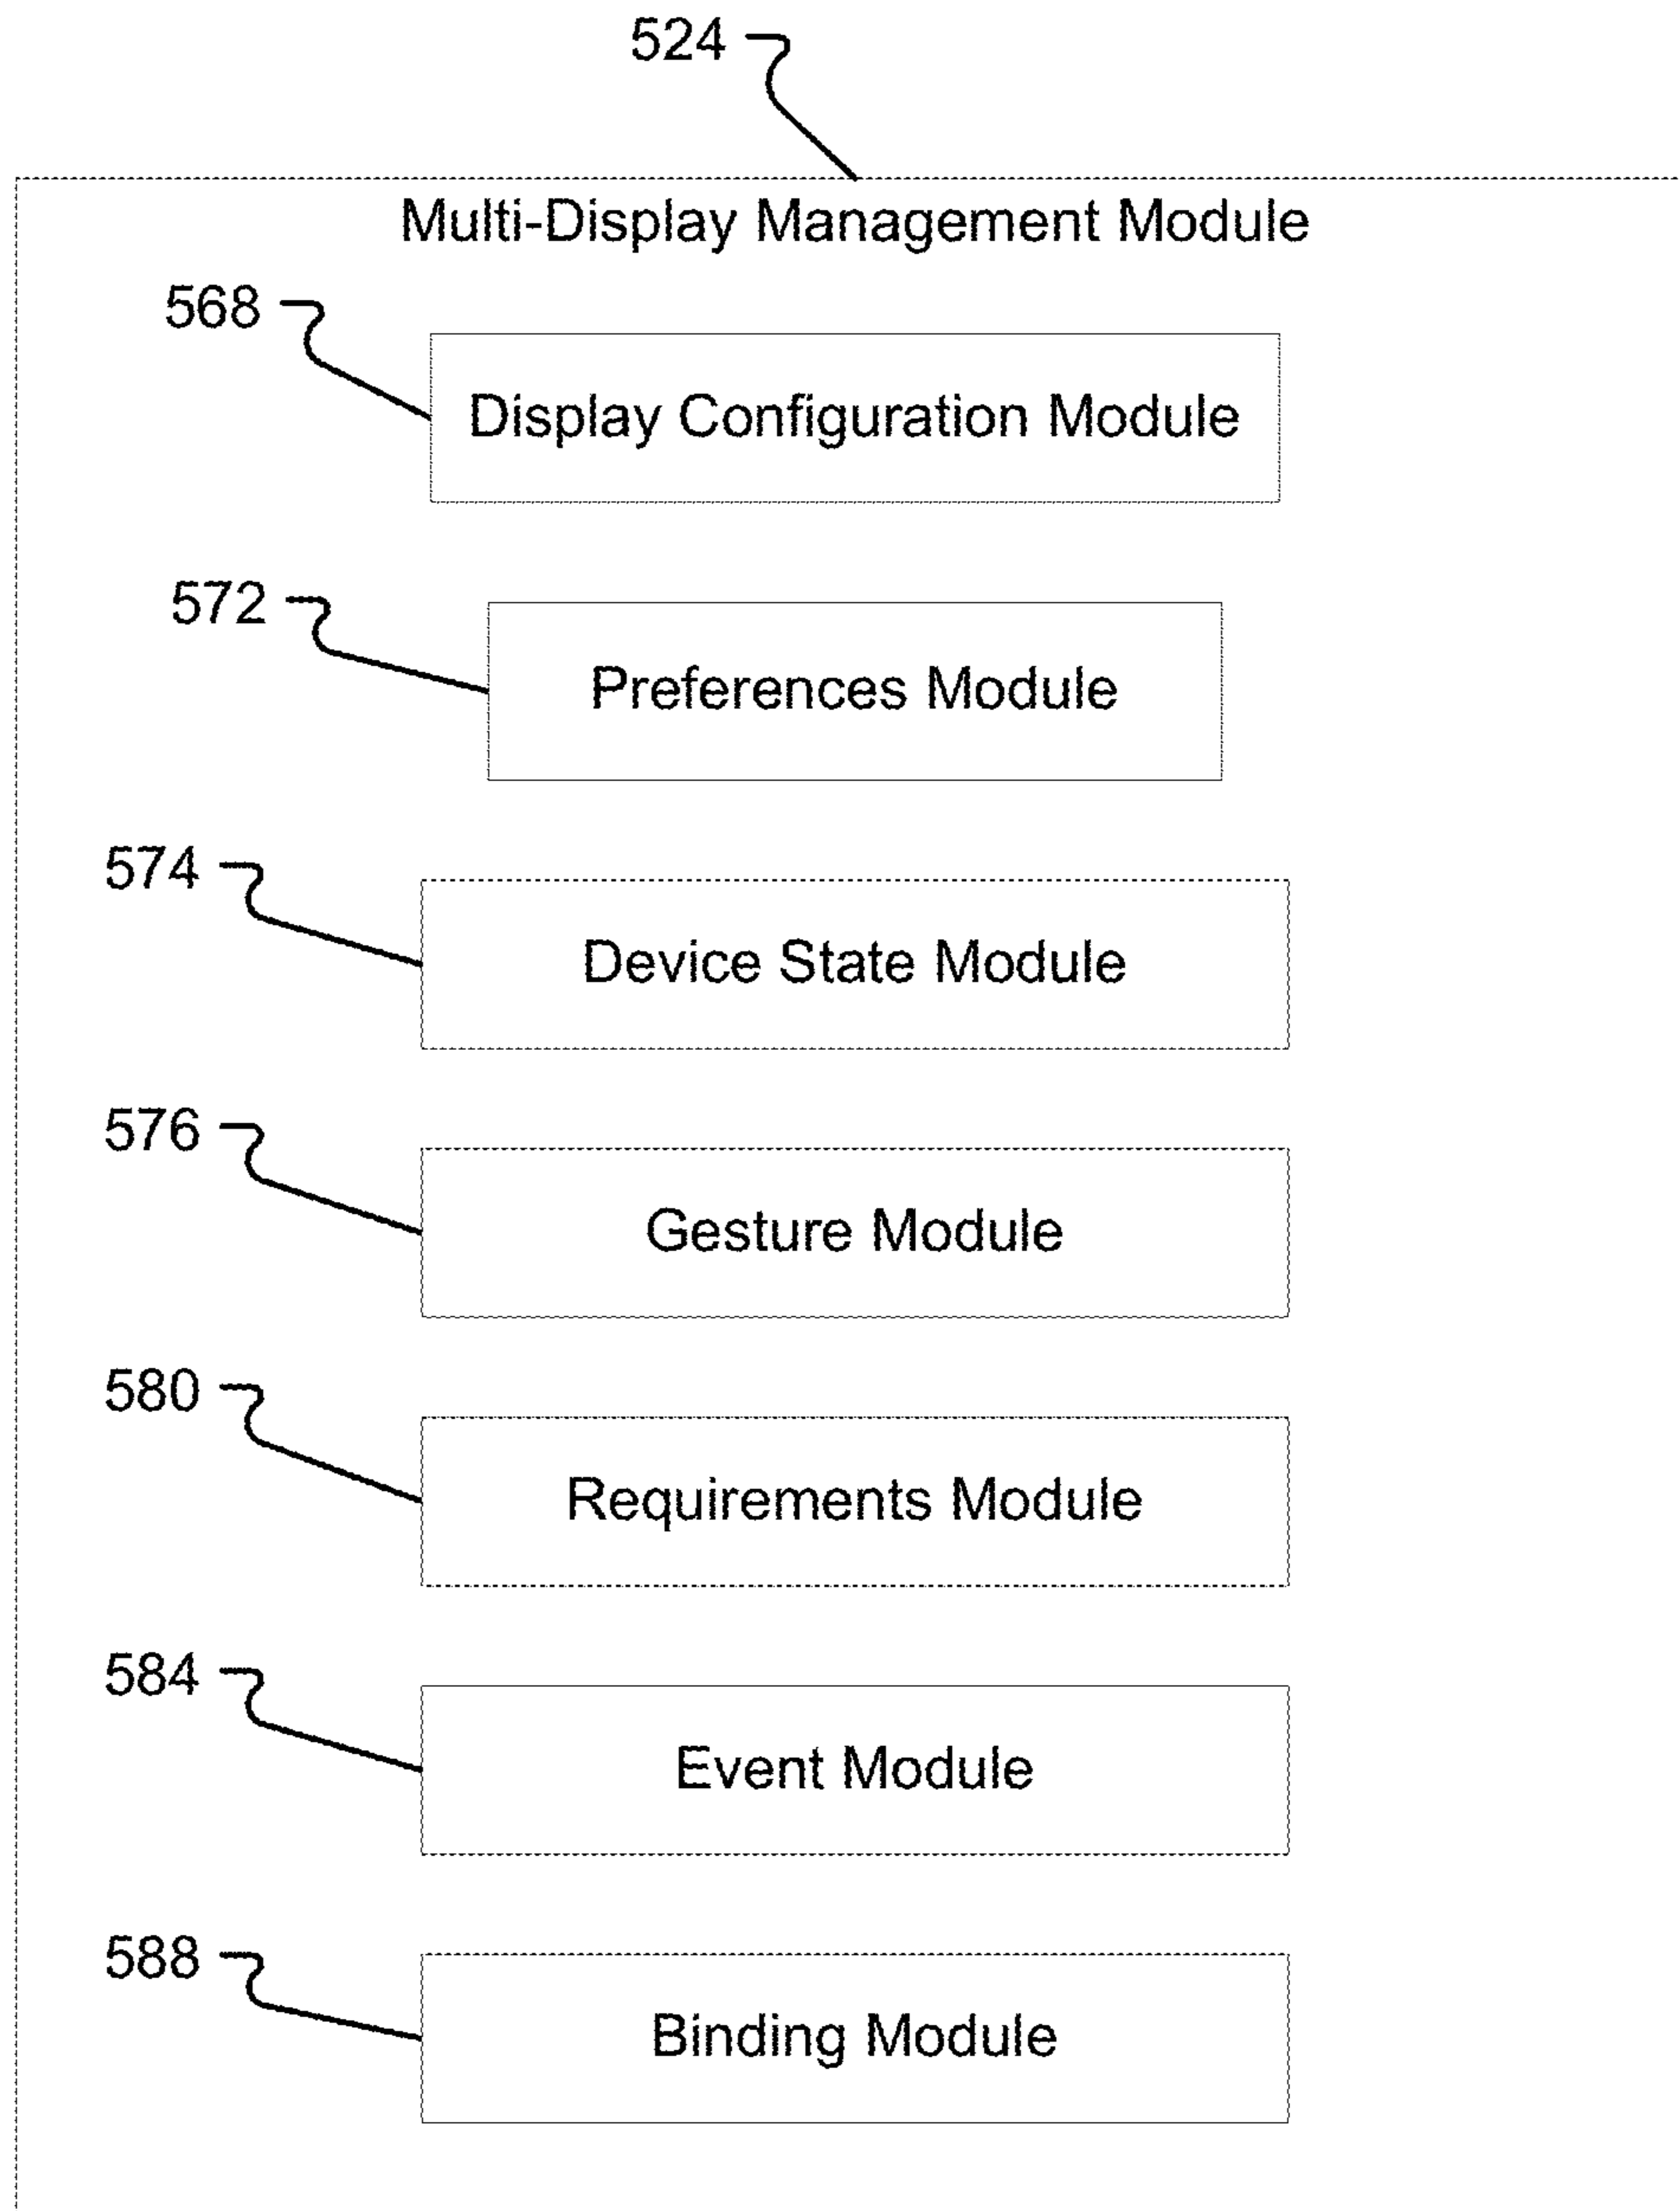 524
Multi-Display Management Module
568
Display Configuration Module
572
Preferences Module
574
Device State Module
576
Gesture Module
580
Requirements Module
584
Event Module
588
Binding Module